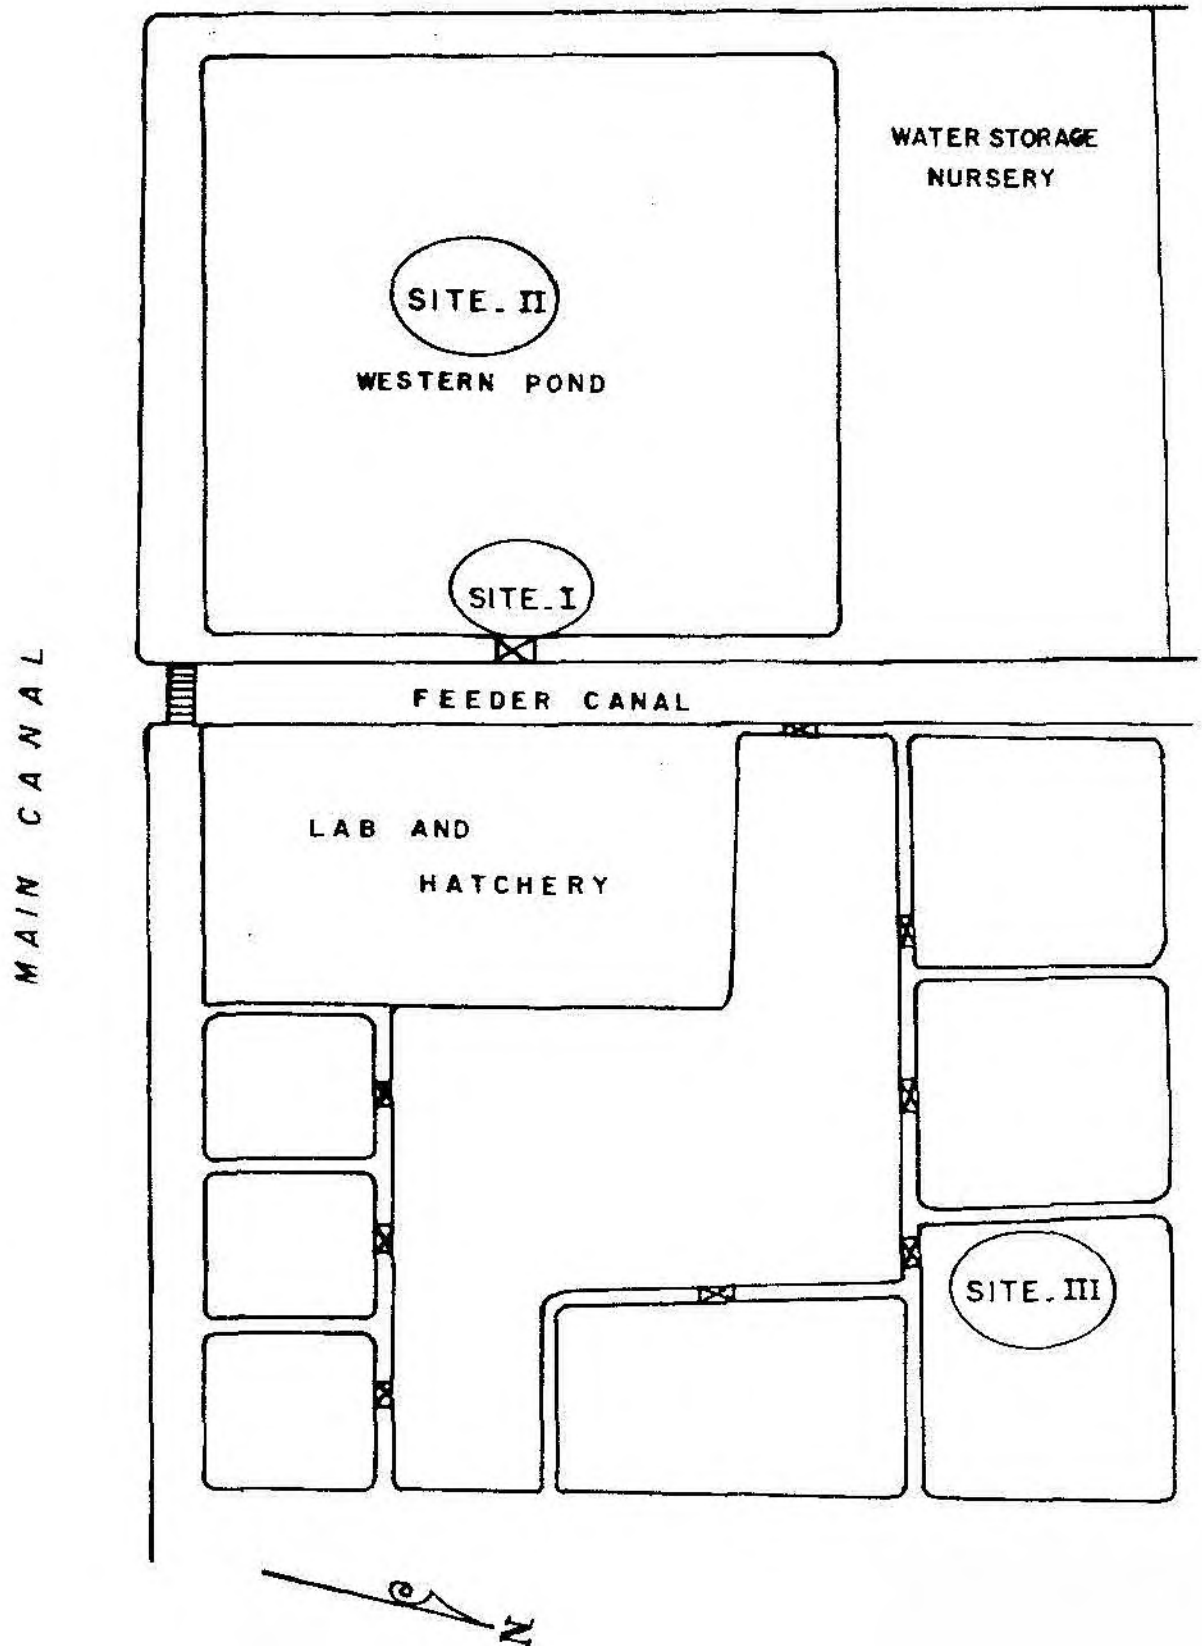 WATER STORAGE
NURSERY
SITE_II
WESTERN POND
SITE_I
FEEDER CANAL
MAIN CANAL
LAB AND
HATCHERY
SITE_III
N